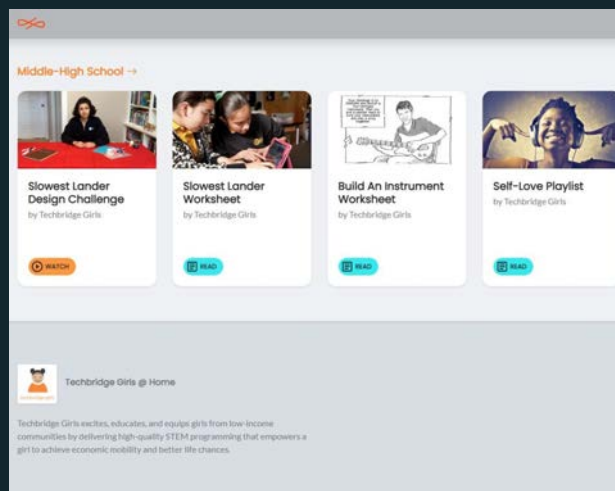 Middle-High School →
Slowest Lander
Design Challenge
by Techbridge Girls
WATCH
Slowest Lander
Worksheet
by Techbridge Girls
READ
Build An Instrument
Worksheet
by Techbridge Girls
READ
Self-Love Playlist
by Techbridge Girls
READ
Techbridge Girls @ Home
Techbridge Girls excites, educates, and equips girls from low-income
communities by delivering high-quality STEM programming that empowers a
girl to achieve economic mobility and better life chances.